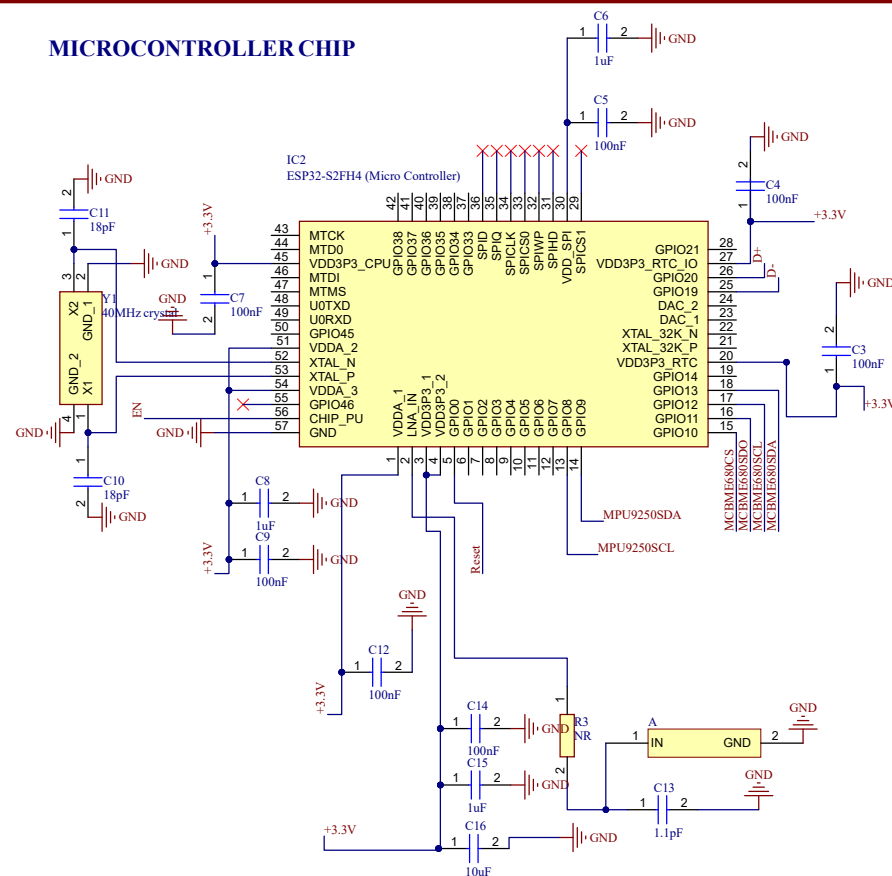 MICROCONTROLLER CHIP
C6
1 2 GND
1uF
C5
1 2 GND
100nF
IC2
ESP32-S2FH4 (Micro Controller)
42 41 40 39 38 37 36 35 34 33 32 31 30 29
GPIO38
GPIO37
GPIO36
GPIO35
GPIO34
GPIO33
SPID
SPIQ
SPICLK
SPICS0
SPIWP
SPIHD
VDD_SPI
SPICS1
43 MTCK
44 MTD0
45 VDD3P3_CPU
46 MTDI
47 MTMS
48 U0TXD
49 U0RXD
50 GPIO45
51 VDDA_2
52 XTAL_N
53 XTAL_P
54 VDDA_3
55 GPIO46
56 CHIP_PU
57 GND
GPIO21 28
VDD3P3_RTC_IO 27
GPIO20 26
GPIO19 25
DAC_2 24
DAC_1 23
XTAL_32K_N 22
XTAL_32K_P 21
VDD3P3_RTC 20
GPIO14 19
GPIO13 18
GPIO12 17
GPIO11 16
GPIO10 15
VDDA_1
LNA_IN
VDD3P3_1
VDD3P3_2
GPIO0
GPIO1
GPIO2
GPIO3
GPIO4
GPIO5
GPIO6
GPIO7
GPIO8
GPIO9
1 2 3 4 5 6 7 8 9 10 11 12 13 14
GND
2
C11
18pF
1
3 2
GND
X2 GND_1
Y1
40MHz crystal
GND_2 X1
4 1
GND
1
C10
18pF
2
GND
+3.3V
1
C7
100nF
2
GND
EN
GND
C8
1 2 GND
1uF
C9
1 2 GND
100nF
+3.3V
GND
2
C4
100nF
1
+3.3V
D+
D-
GND
2
C3
100nF
1
+3.3V
MCBME680CS
MCBME680SDO
MCBME680SCL
MCBME680SDA
MPU9250SDA
MPU9250SCL
Reset
GND
C12
1 2
100nF
+3.3V
C14
1 2 GND
100nF
C15
1 2 GND
1uF
+3.3V
C16
1 2 GND
10uF
1
R3
NR
2
A
1 IN GND 2
GND
C13
1 2
1.1pF
GND